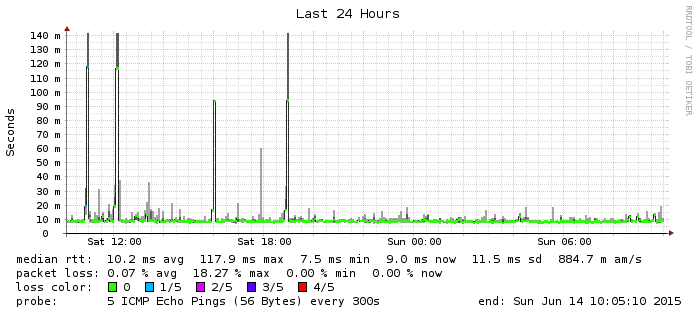 Last 24 Hours
RRDTOOL / TOBI OETIKER
Seconds
140 m
130 m
120 m
110 m
100 m
90 m
80 m
70 m
60 m
50 m
40 m
30 m
20 m
10 m
0
Sat 12:00 Sat 18:00 Sun 00:00 Sun 06:00
median rtt: 10.2 ms avg 117.9 ms max 7.5 ms min 9.0 ms now 11.5 ms sd 884.7 m am/s
packet loss: 0.07 % avg 18.27 % max 0.00 % min 0.00 % now
loss color: 0 1/5 2/5 3/5 4/5
probe: 5 ICMP Echo Pings (56 Bytes) every 300s end: Sun Jun 14 10:05:10 2015